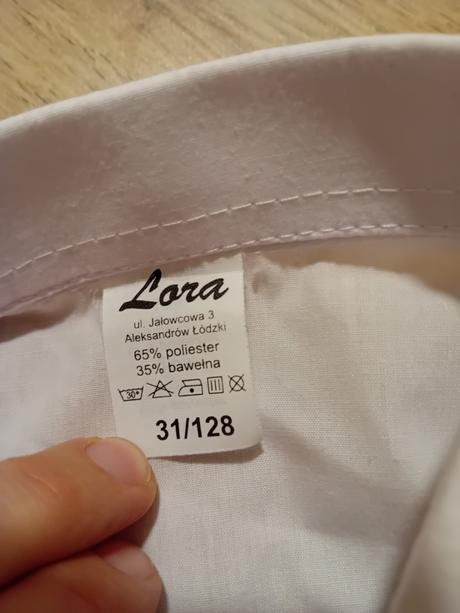 Lora
ul. Jałowcowa 3
Aleksandrów Łódzki
65% poliester
35% bawełna
30°
31/128